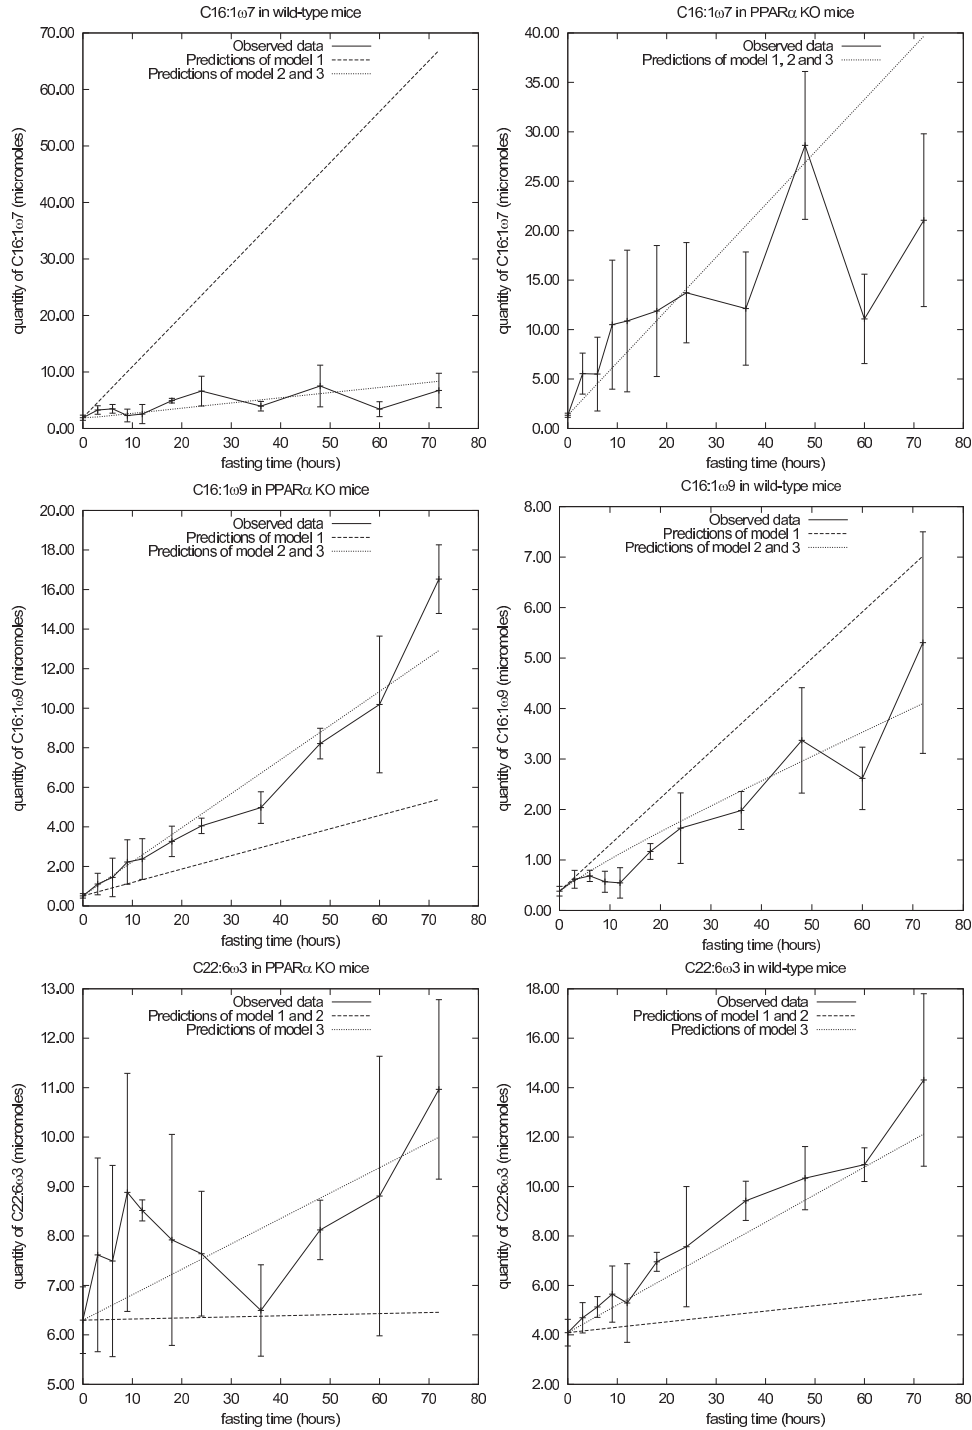 C16:1ω7 in wild-type mice
Observed data
Predictions of model 1
Predictions of model 2 and 3
quantity of C16:1ω7 (micromoles)
70.00
60.00
50.00
40.00
30.00
20.00
10.00
0.00
0 10 20 30 40 50 60 70 80
fasting time (hours)
C16:1ω7 in PPARα KO mice
Observed data
Predictions of model 1, 2 and 3
quantity of C16:1ω7 (micromoles)
40.00
35.00
30.00
25.00
20.00
15.00
10.00
5.00
0.00
0 10 20 30 40 50 60 70 80
fasting time (hours)
C16:1ω9 in PPARα KO mice
Observed data
Predictions of model 1
Predictions of model 2 and 3
quantity of C16:1ω9 (micromoles)
20.00
18.00
16.00
14.00
12.00
10.00
8.00
6.00
4.00
2.00
0.00
0 10 20 30 40 50 60 70 80
fasting time (hours)
C16:1ω9 in wild-type mice
Observed data
Predictions of model 1
Predictions of model 2 and 3
quantity of C16:1ω9 (micromoles)
8.00
7.00
6.00
5.00
4.00
3.00
2.00
1.00
0.00
0 10 20 30 40 50 60 70 80
fasting time (hours)
C22:6ω3 in PPARα KO mice
Observed data
Predictions of model 1 and 2
Predictions of model 3
quantity of C22:6ω3 (micromoles)
13.00
12.00
11.00
10.00
9.00
8.00
7.00
6.00
5.00
0 10 20 30 40 50 60 70 80
fasting time (hours)
C22:6ω3 in wild-type mice
Observed data
Predictions of model 1 and 2
Predictions of model 3
quantity of C22:6ω3 (micromoles)
18.00
16.00
14.00
12.00
10.00
8.00
6.00
4.00
2.00
0 10 20 30 40 50 60 70 80
fasting time (hours)